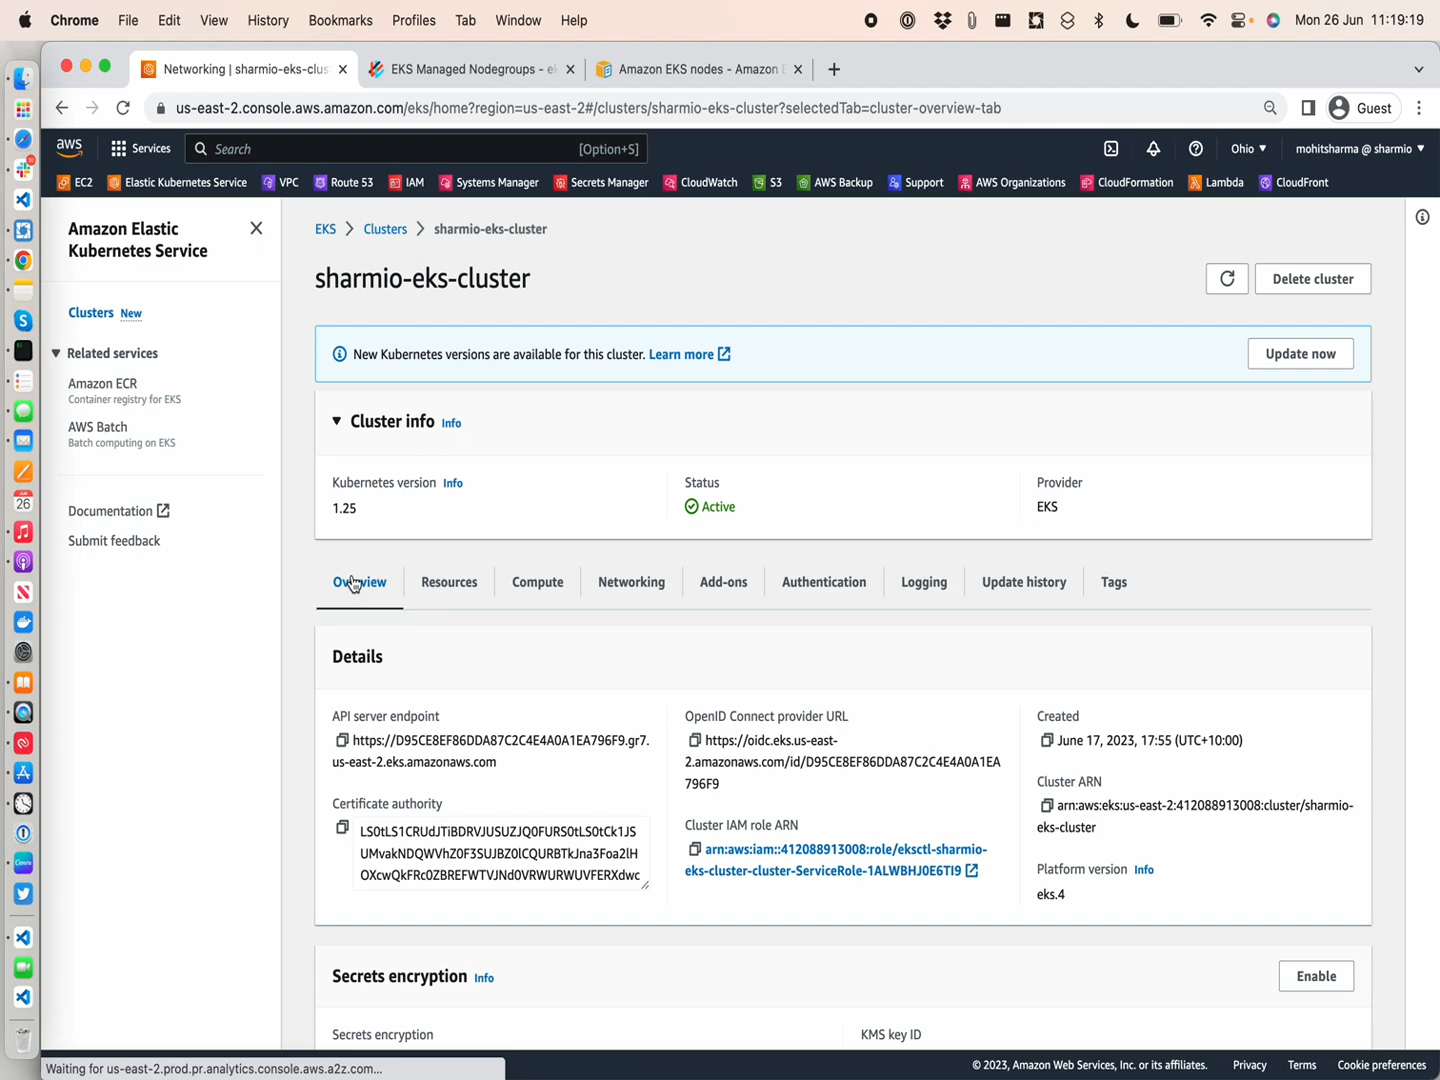 Chrome File Edit View History Bookmarks Profiles Tab Window Help Mon 26 Jun 11:19:19
Networking | sharmio-eks-clus EKS Managed Nodegroups - ek Amazon EKS nodes - Amazon E
us-east-2.console.aws.amazon.com/eks/home?region=us-east-2#/clusters/sharmio-eks-cluster?selectedTab=cluster-overview-tab Guest
aws Services Search [Option+S] Ohio mohitsharma @ sharmio
EC2 Elastic Kubernetes Service VPC Route 53 IAM Systems Manager Secrets Manager CloudWatch S3 AWS Backup Support AWS Organizations CloudFormation Lambda CloudFront
Amazon Elastic
Kubernetes Service
Clusters New
Related services
Amazon ECR
Container registry for EKS
AWS Batch
Batch computing on EKS
Documentation
Submit feedback
EKS Clusters sharmio-eks-cluster
sharmio-eks-cluster
Delete cluster
New Kubernetes versions are available for this cluster. Learn more Update now
Cluster info Info
Kubernetes version Info Status Provider
1.25 Active EKS
Overview Resources Compute Networking Add-ons Authentication Logging Update history Tags
Details
API server endpoint
https://D95CE8EF86DDA87C2C4E4A0A1EA796F9.gr7.
us-east-2.eks.amazonaws.com
Certificate authority
LS0tLS1CRUdJTiBDRVJUSUZJQ0FURS0tLS0tCk1JS
UMvakNDQWVhZ0F3SUJBZ0lCQURBTkJna3Foa2lH
OXcwQkFRc0ZBREFWTVJNd0VRWURWUVFERXdwc
OpenID Connect provider URL
https://oidc.eks.us-east-
2.amazonaws.com/id/D95CE8EF86DDA87C2C4E4A0A1EA
796F9
Cluster IAM role ARN
arn:aws:iam::412088913008:role/eksctl-sharmio-
eks-cluster-cluster-ServiceRole-1ALWBHJ0E6TI9
Created
June 17, 2023, 17:55 (UTC+10:00)
Cluster ARN
arn:aws:eks:us-east-2:412088913008:cluster/sharmio-
eks-cluster
Platform version Info
eks.4
Secrets encryption Info Enable
Secrets encryption KMS key ID
Waiting for us-east-2.prod.pr.analytics.console.aws.a2z.com...
© 2023, Amazon Web Services, Inc. or its affiliates. Privacy Terms Cookie preferences